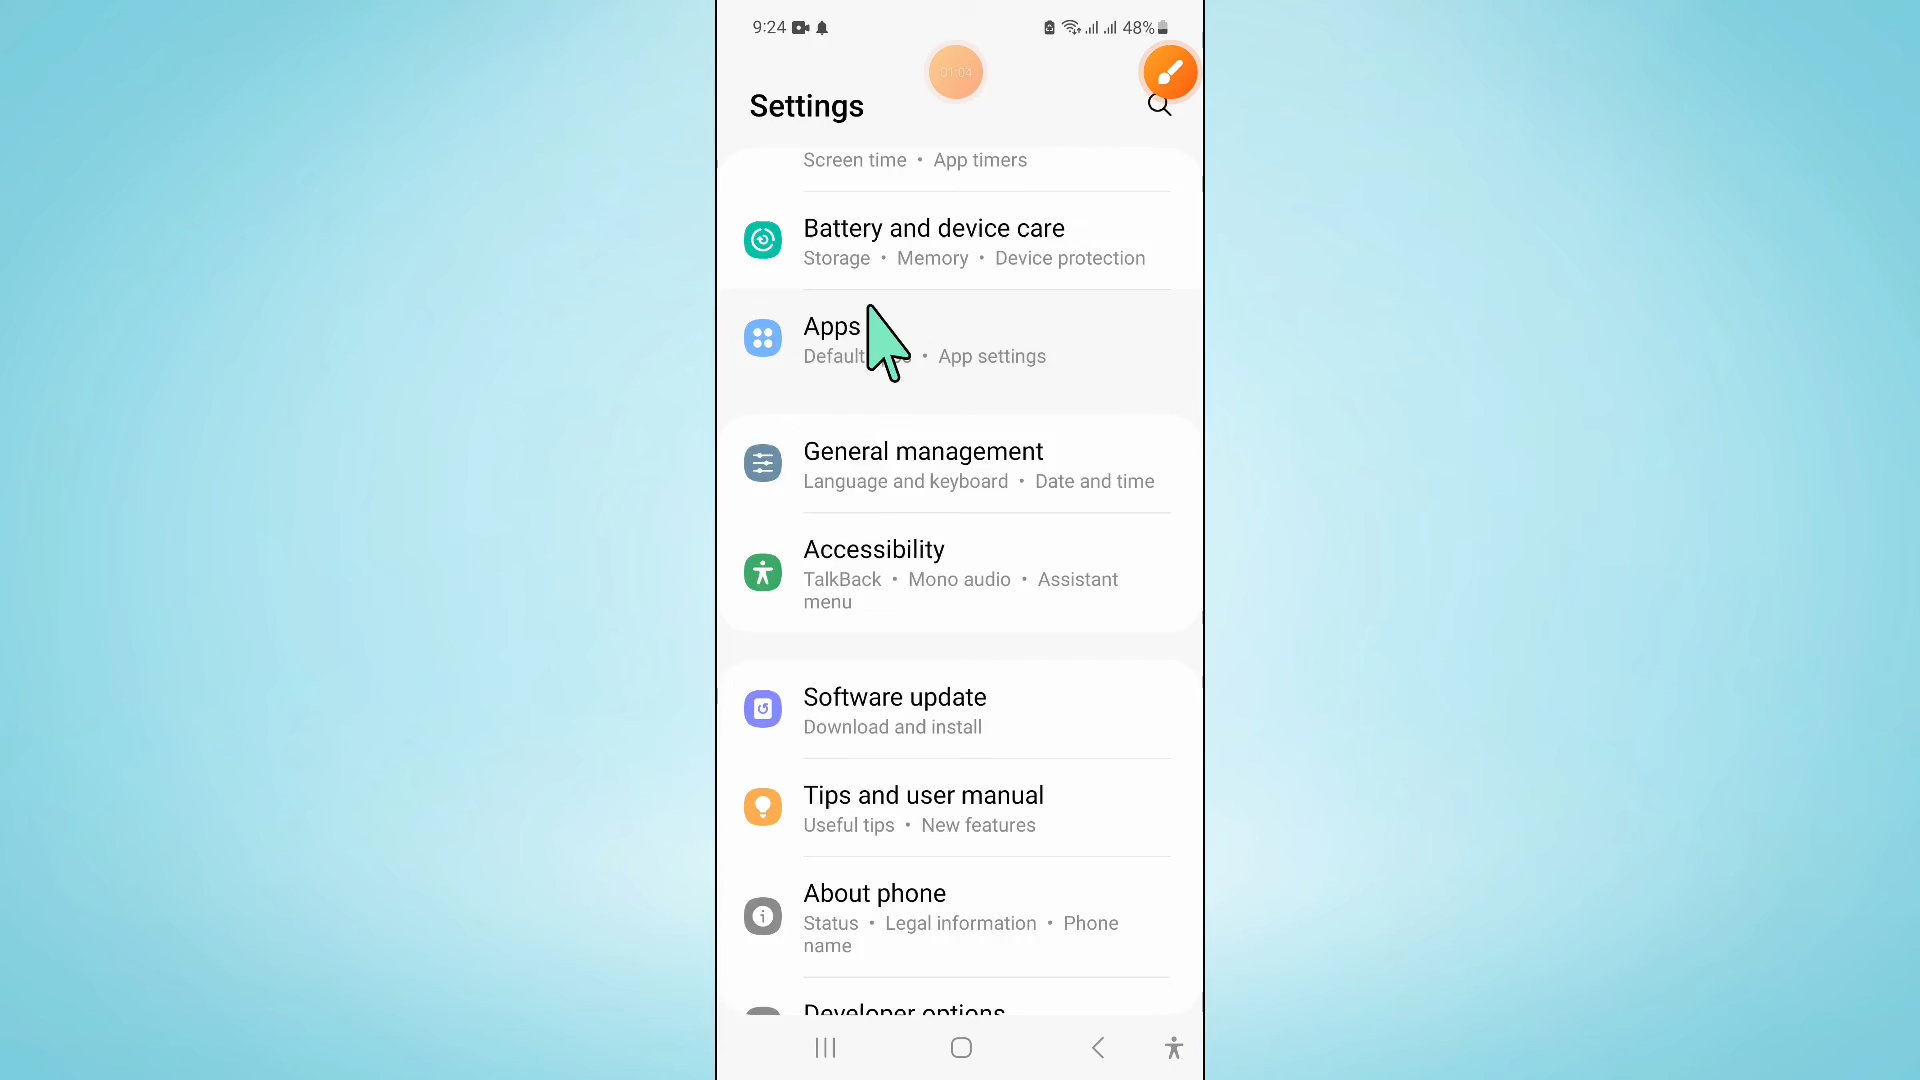 9:24 48%
01:04
Settings
Screen time • App timers
Battery and device care
Storage • Memory • Device protection
Apps
Default • App settings
General management
Language and keyboard • Date and time
Accessibility
TalkBack • Mono audio • Assistant
menu
Software update
Download and install
Tips and user manual
Useful tips • New features
About phone
Status • Legal information • Phone
name
Developer options